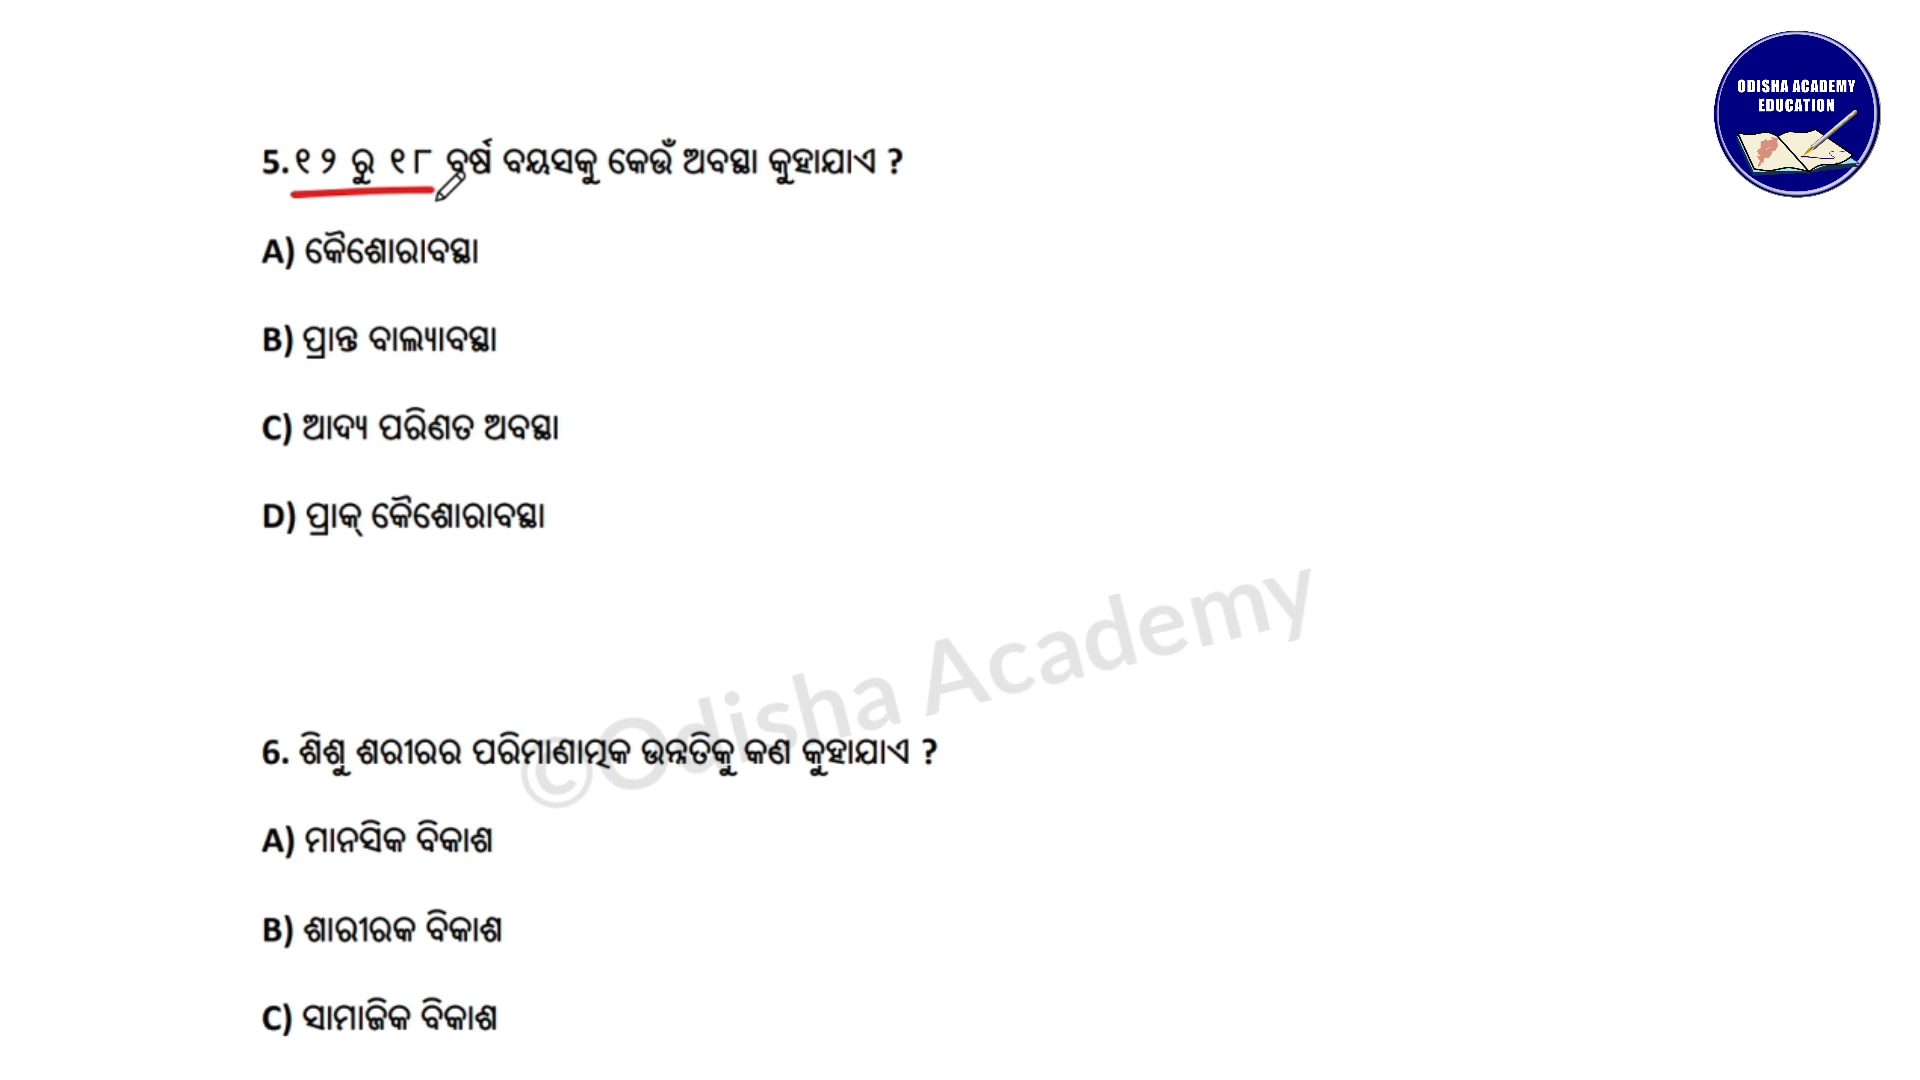 ODISHA ACADEMY
EDUCATION
5.୧୨ ରୁ ୧୮ ବର୍ଷ ବୟସକୁ କେଉଁ ଅବସ୍ଥା କୁହାଯାଏ ?
A) କୈଶୋରାବସ୍ଥା
B) ପ୍ରାନ୍ତ ବାଲ୍ୟାବସ୍ଥା
C) ଆଦ୍ୟ ପରିଣତ ଅବସ୍ଥା
D) ପ୍ରାକ୍ କୈଶୋରାବସ୍ଥା
©Odisha Academy
6. ଶିଶୁ ଶରୀରର ପରିମାଣାତ୍ମକ ଉନ୍ନତିକୁ କଣ କୁହାଯାଏ ?
A) ମାନସିକ ବିକାଶ
B) ଶାରୀରକ ବିକାଶ
C) ସାମାଜିକ ବିକାଶ